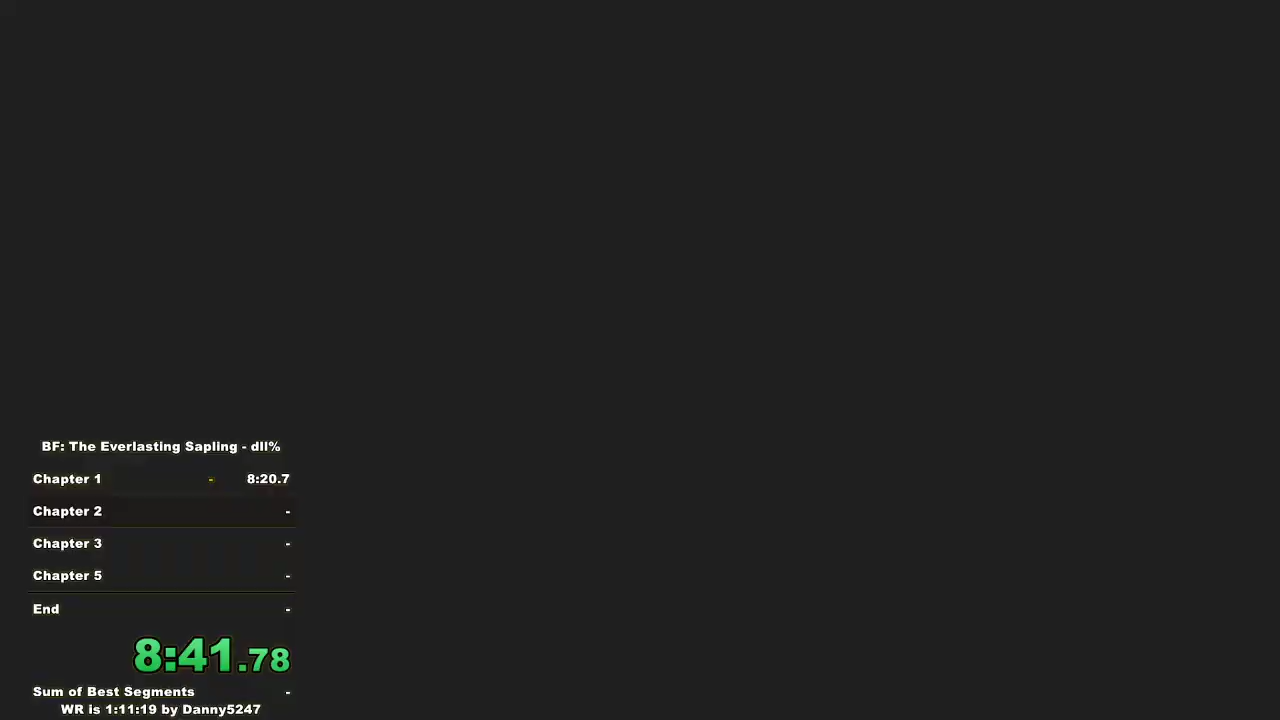 BF: The Everlasting Sapling - dll%
Chapter 1 - 8:20.7
Chapter 2 -
Chapter 3 -
Chapter 5 -
End -
8:41.78
Sum of Best Segments -
WR is 1:11:19 by Danny5247